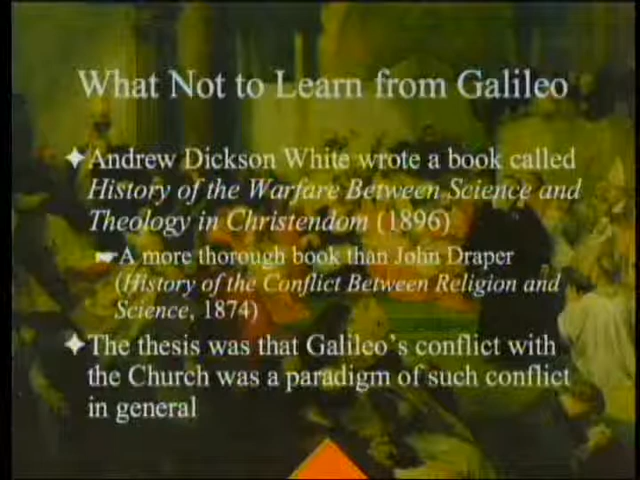 What Not to Learn from Galileo
Andrew Dickson White wrote a book called
History of the Warfare Between Science and
Theology in Christendom (1896)
A more thorough book than John Draper
(History of the Conflict Between Religion and
Science, 1874)
The thesis was that Galileo's conflict with
the Church was a paradigm of such conflict
in general